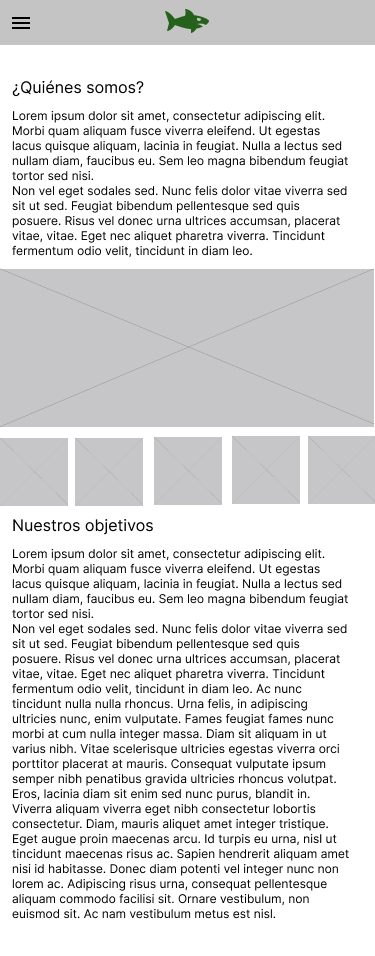 ¿Quiénes somos?
Lorem ipsum dolor sit amet, consectetur adipiscing elit.
Morbi quam aliquam fusce viverra eleifend. Ut egestas
lacus quisque aliquam, lacinia in feugiat. Nulla a lectus sed
nullam diam, faucibus eu. Sem leo magna bibendum feugiat
tortor sed nisi.
Non vel eget sodales sed. Nunc felis dolor vitae viverra sed
sit ut sed. Feugiat bibendum pellentesque sed quis
posuere. Risus vel donec urna ultrices accumsan, placerat
vitae, vitae. Eget nec aliquet pharetra viverra. Tincidunt
fermentum odio velit, tincidunt in diam leo.
Nuestros objetivos
Lorem ipsum dolor sit amet, consectetur adipiscing elit.
Morbi quam aliquam fusce viverra eleifend. Ut egestas
lacus quisque aliquam, lacinia in feugiat. Nulla a lectus sed
nullam diam, faucibus eu. Sem leo magna bibendum feugiat
tortor sed nisi.
Non vel eget sodales sed. Nunc felis dolor vitae viverra sed
sit ut sed. Feugiat bibendum pellentesque sed quis
posuere. Risus vel donec urna ultrices accumsan, placerat
vitae, vitae. Eget nec aliquet pharetra viverra. Tincidunt
fermentum odio velit, tincidunt in diam leo. Ac nunc
tincidunt nulla nulla rhoncus. Urna felis, in adipiscing
ultricies nunc, enim vulputate. Fames feugiat fames nunc
morbi at cum nulla integer massa. Diam sit aliquam in ut
varius nibh. Vitae scelerisque ultricies egestas viverra orci
porttitor placerat at mauris. Consequat vulputate ipsum
semper nibh penatibus gravida ultricies rhoncus volutpat.
Eros, lacinia diam sit enim sed nunc purus, blandit in.
Viverra aliquam viverra eget nibh consectetur lobortis
consectetur. Diam, mauris aliquet amet integer tristique.
Eget augue proin maecenas arcu. Id turpis eu urna, nisl ut
tincidunt maecenas risus ac. Sapien hendrerit aliquam amet
nisi id habitasse. Donec diam potenti vel integer nunc non
lorem ac. Adipiscing risus urna, consequat pellentesque
aliquam commodo facilisi sit. Ornare vestibulum, non
euismod sit. Ac nam vestibulum metus est nisl.